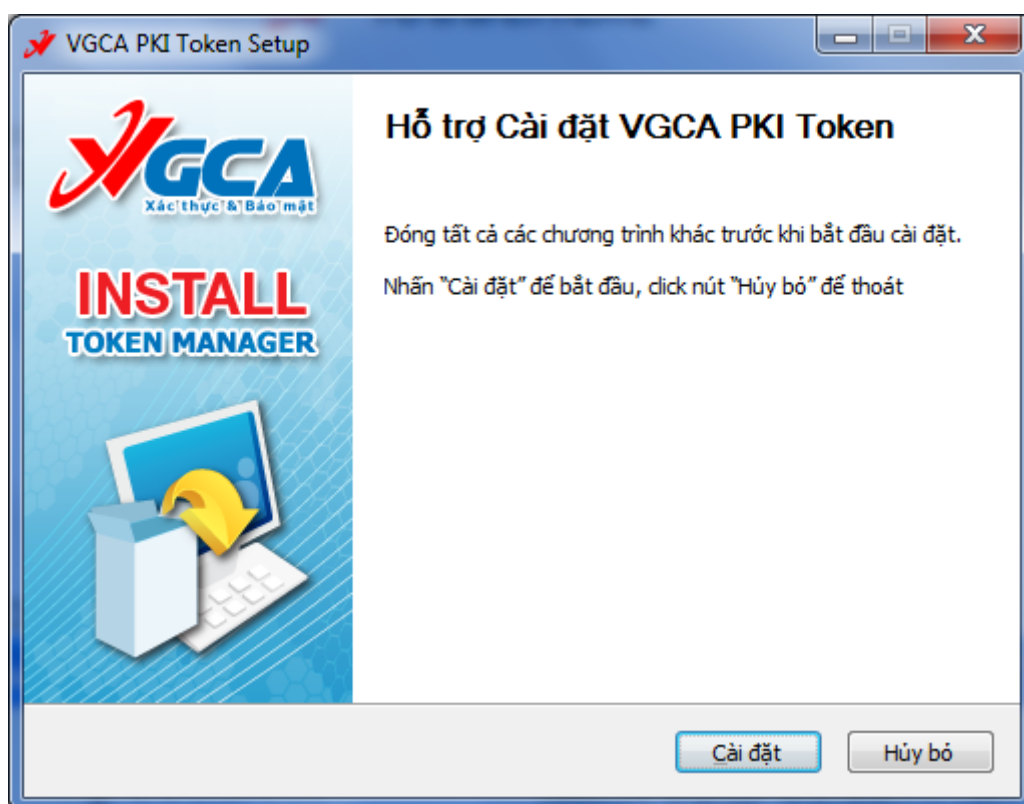 VGCA PKI Token Setup
VGCA
Xác thực & Bảo mật
INSTALL
TOKEN MANAGER
Hỗ trợ Cài đặt VGCA PKI Token
Đóng tất cả các chương trình khác trước khi bắt đầu cài đặt.
Nhấn "Cài đặt" để bắt đầu, click nút "Hủy bỏ" để thoát
Cài đặt
Hủy bỏ